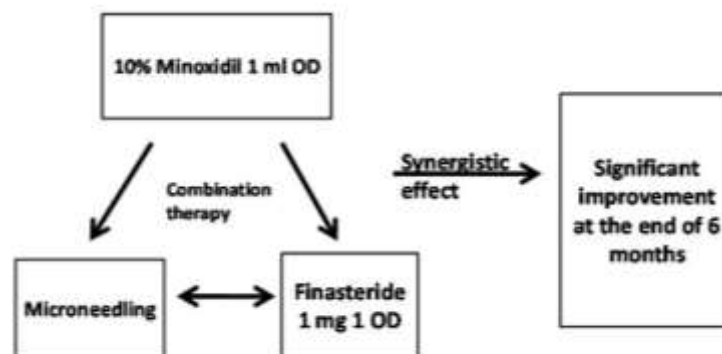 10% Minoxidil 1 ml OD
Combination
therapy
Microneedling
Finasteride
1 mg 1 OD
Synergistic
effect
Significant
improvement
at the end of 6
months